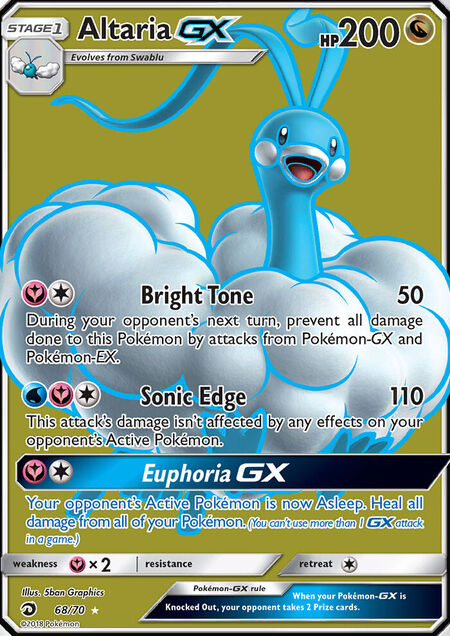 STAGE 1 Altaria GX HP 200
Evolves from Swablu
Bright Tone 50
During your opponent's next turn, prevent all damage
done to this Pokémon by attacks from Pokémon-GX and
Pokémon-EX.
Sonic Edge 110
This attack's damage isn't affected by any effects on your
opponent's Active Pokémon.
Euphoria GX
Your opponent's Active Pokémon is now Asleep. Heal all
damage from all of your Pokémon. (You can't use more than 1 GX attack
in a game.)
weakness × 2 resistance retreat
Illus. 5ban Graphics
68/70
©2018 Pokémon
Pokémon-GX rule
When your Pokémon-GX is
Knocked Out, your opponent takes 2 Prize cards.